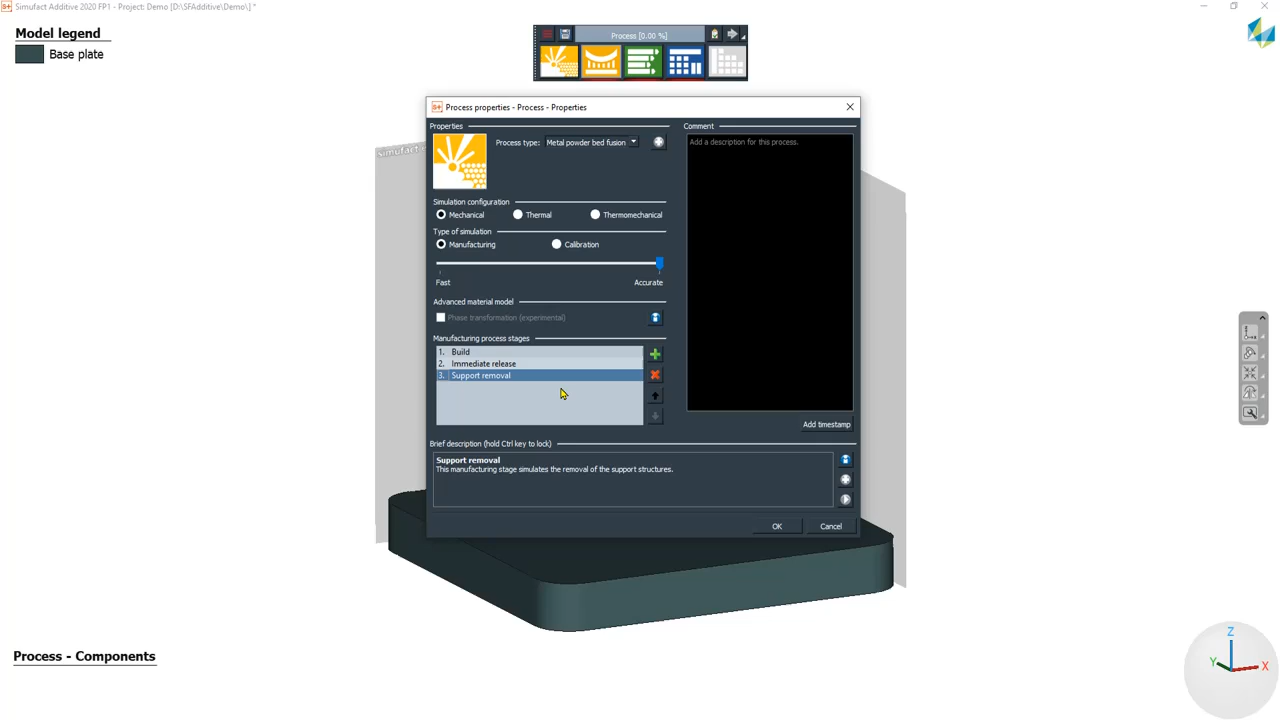 Simufact Additive 2020 FP1 - Project: Demo [D:\SFAdditive\Demo\] *
Model legend
Base plate
Process [0.00 %]
Process properties - Process - Properties
Properties
Process type: Metal powder bed fusion
Simulation configuration
Mechanical Thermal Thermomechanical
Type of simulation
Manufacturing Calibration
Fast Accurate
Advanced material model
Phase transformation (experimental)
Manufacturing process stages
1. Build
2. Immediate release
3. Support removal
Comment
Add a description for this process.
Add timestamp
Brief description (hold Ctrl key to lock)
Support removal
This manufacturing stage simulates the removal of the support structures.
OK Cancel
Process - Components
Z
Y X